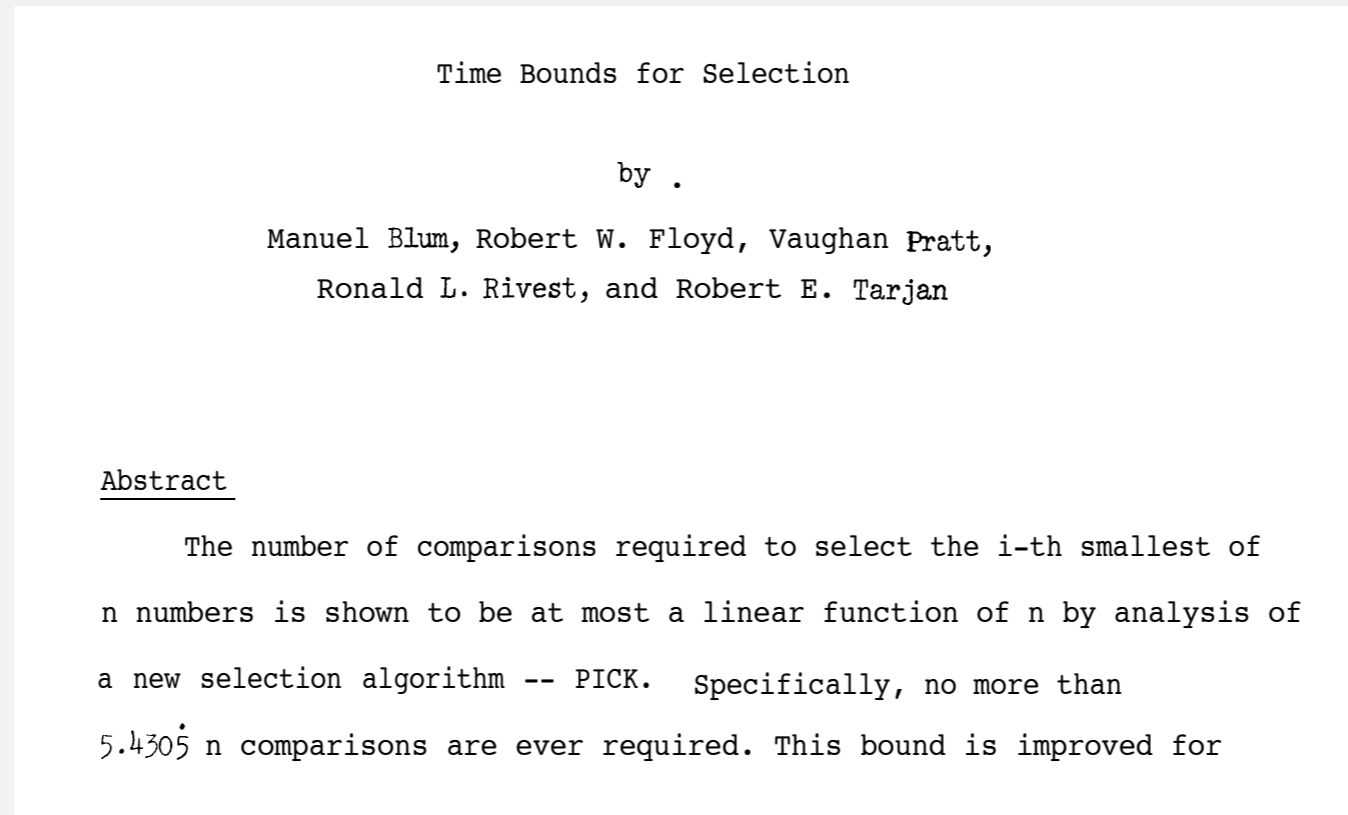 Time Bounds for Selection
by .
Manuel Blum, Robert W. Floyd, Vaughan Pratt,
Ronald L. Rivest, and Robert E. Tarjan
Abstract
The number of comparisons required to select the i-th smallest of
n numbers is shown to be at most a linear function of n by analysis of
a new selection algorithm -- PICK. Specifically, no more than
5.4305 n comparisons are ever required. This bound is improved for